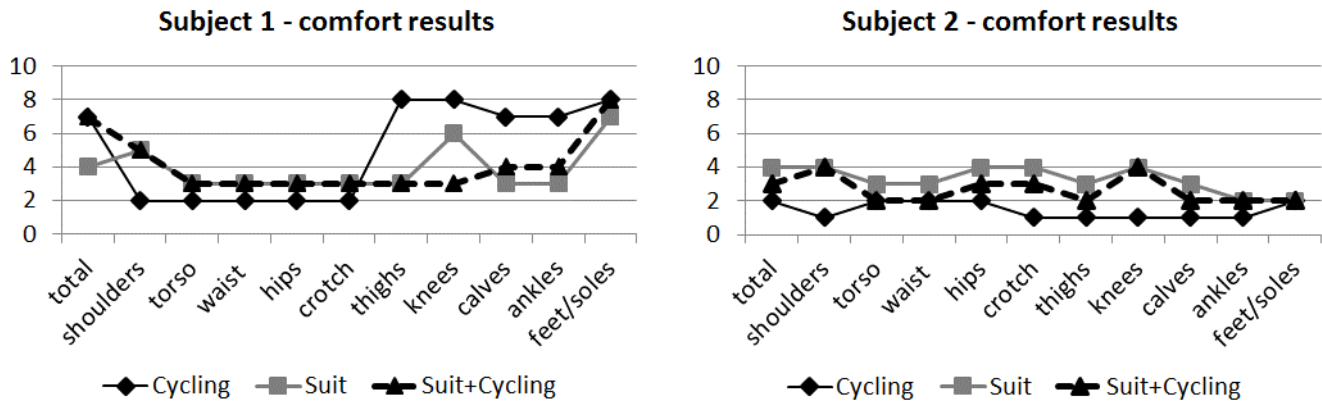 Subject 1 - comfort results
10
8
6
4
2
0
total
shoulders
torso
waist
hips
crotch
thighs
knees
calves
ankles
feet/soles
Cycling Suit Suit+Cycling
Subject 2 - comfort results
10
8
6
4
2
0
total
shoulders
torso
waist
hips
crotch
thighs
knees
calves
ankles
feet/soles
Cycling Suit Suit+Cycling